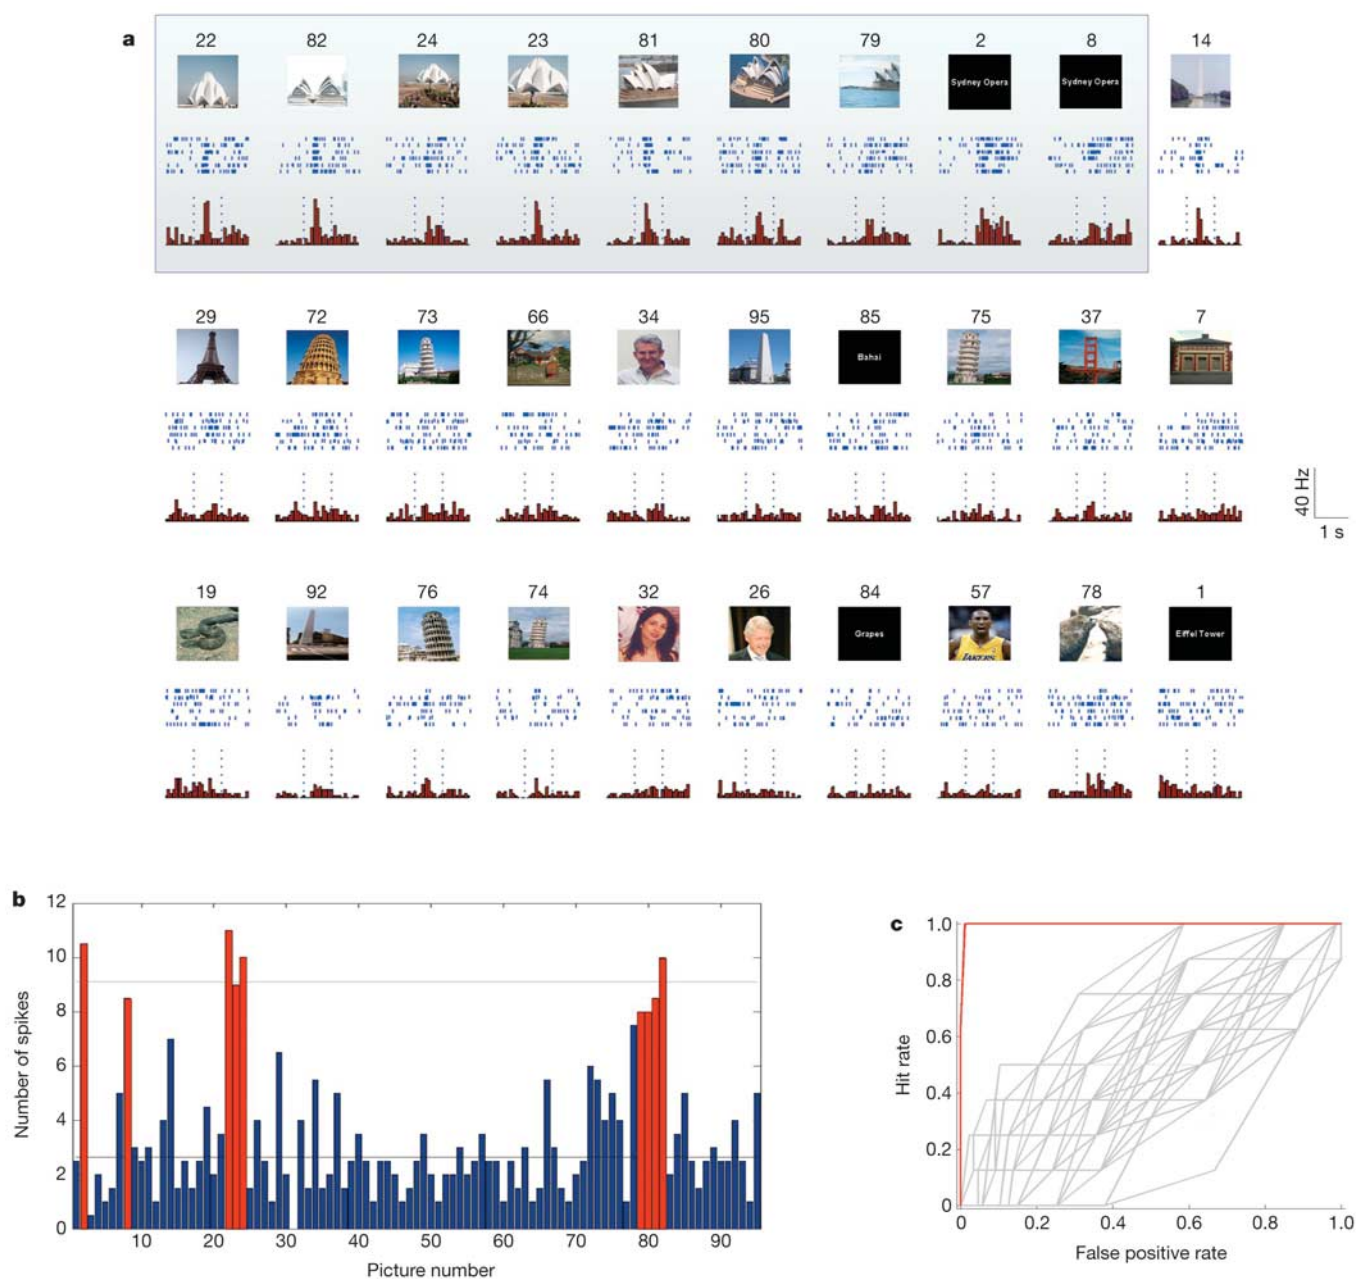 a
22 82 24 23 81 80 79 2 8 14
Sydney Opera Sydney Opera
29 72 73 66 34 95 85 75 37 7
Bahai
40 Hz
1 s
19 92 76 74 32 26 84 57 78 1
Grapes Eiffel Tower
LAKERS
b
12
10
8
6
4
2
0
10 20 30 40 50 60 70 80 90
Number of spikes
Picture number
c
1.0
0.8
0.6
0.4
0.2
0
0 0.2 0.4 0.6 0.8 1.0
Hit rate
False positive rate